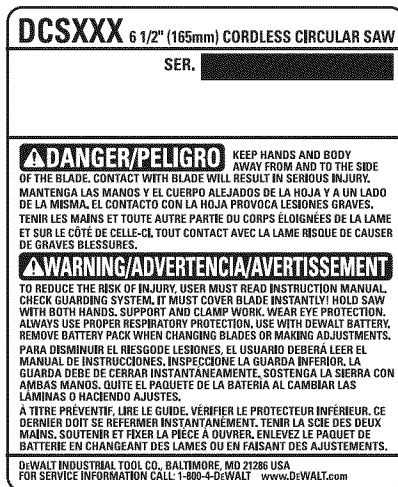 DCSXXX 6 1/2" (165mm) CORDLESS CIRCULAR SAW
SER.
DANGER/PELIGRO KEEP HANDS AND BODY
AWAY FROM AND TO THE SIDE
OF THE BLADE. CONTACT WITH BLADE WILL RESULT IN SERIOUS INJURY.
MANTENGA LAS MANOS Y EL CUERPO ALEJADOS DE LA HOJA Y A UN LADO
DE LA MISMA. EL CONTACTO CON LA HOJA PROVOCA LESIONES GRAVES.
TENIR LES MAINS ET TOUTE AUTRE PARTIE DU CORPS ÉLOIGNÉES DE LA LAME
ET SUR LE CÔTÉ DE CELLE-CI. TOUT CONTACT AVEC LA LAME RISQUE DE CAUSER
DE GRAVES BLESSURES.
WARNING/ADVERTENCIA/AVERTISSEMENT
TO REDUCE THE RISK OF INJURY, USER MUST READ INSTRUCTION MANUAL.
CHECK GUARDING SYSTEM. IT MUST COVER BLADE INSTANTLY! HOLD SAW
WITH BOTH HANDS. SUPPORT AND CLAMP WORK. WEAR EYE PROTECTION.
ALWAYS USE PROPER RESPIRATORY PROTECTION. USE WITH DEWALT BATTERY.
REMOVE BATTERY PACK WHEN CHANGING BLADES OR MAKING ADJUSTMENTS.
PARA DISMINUIR EL RIESGODE LESIONES, EL USUARIO DEBERÁ LEER EL
MANUAL DE INSTRUCCIONES. INSPECCIONE LA GUARDA INFERIOR. LA
GUARDA DEBE DE CERRAR INSTANTÁNEAMENTE. SOSTENGA LA SIERRA CON
AMBAS MANOS. QUITE EL PAQUETE DE LA BATERÍA AL CAMBIAR LAS
LÁMINAS O HACIENDO AJUSTES.
À TITRE PRÉVENTIF, LIRE LE GUIDE. VÉRIFIER LE PROTECTEUR INFÉRIEUR. CE
DERNIER DOIT SE REFERMER INSTANTANÉMENT. TENIR LA SCIE DES DEUX
MAINS. SOUTENIR ET FIXER LA PIÈCE À OUVRER. ENLEVEZ LE PAQUET DE
BATTERIE EN CHANGEANT DES LAMES OU EN FAISANT DES AJUSTEMENTS.
DEWALT INDUSTRIAL TOOL CO., BALTIMORE, MD 21286 USA
FOR SERVICE INFORMATION CALL: 1-800-4-DEWALT www.DEWALT.com